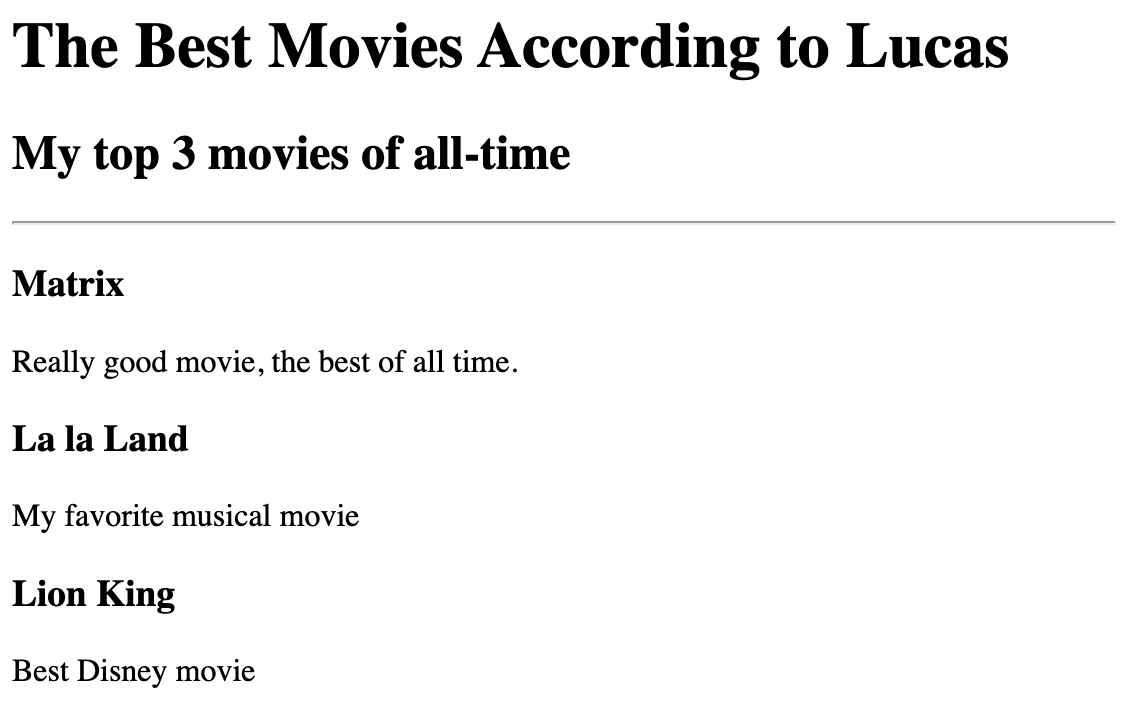 The Best Movies According to Lucas
My top 3 movies of all-time
Matrix
Really good movie, the best of all time.
La la Land
My favorite musical movie
Lion King
Best Disney movie